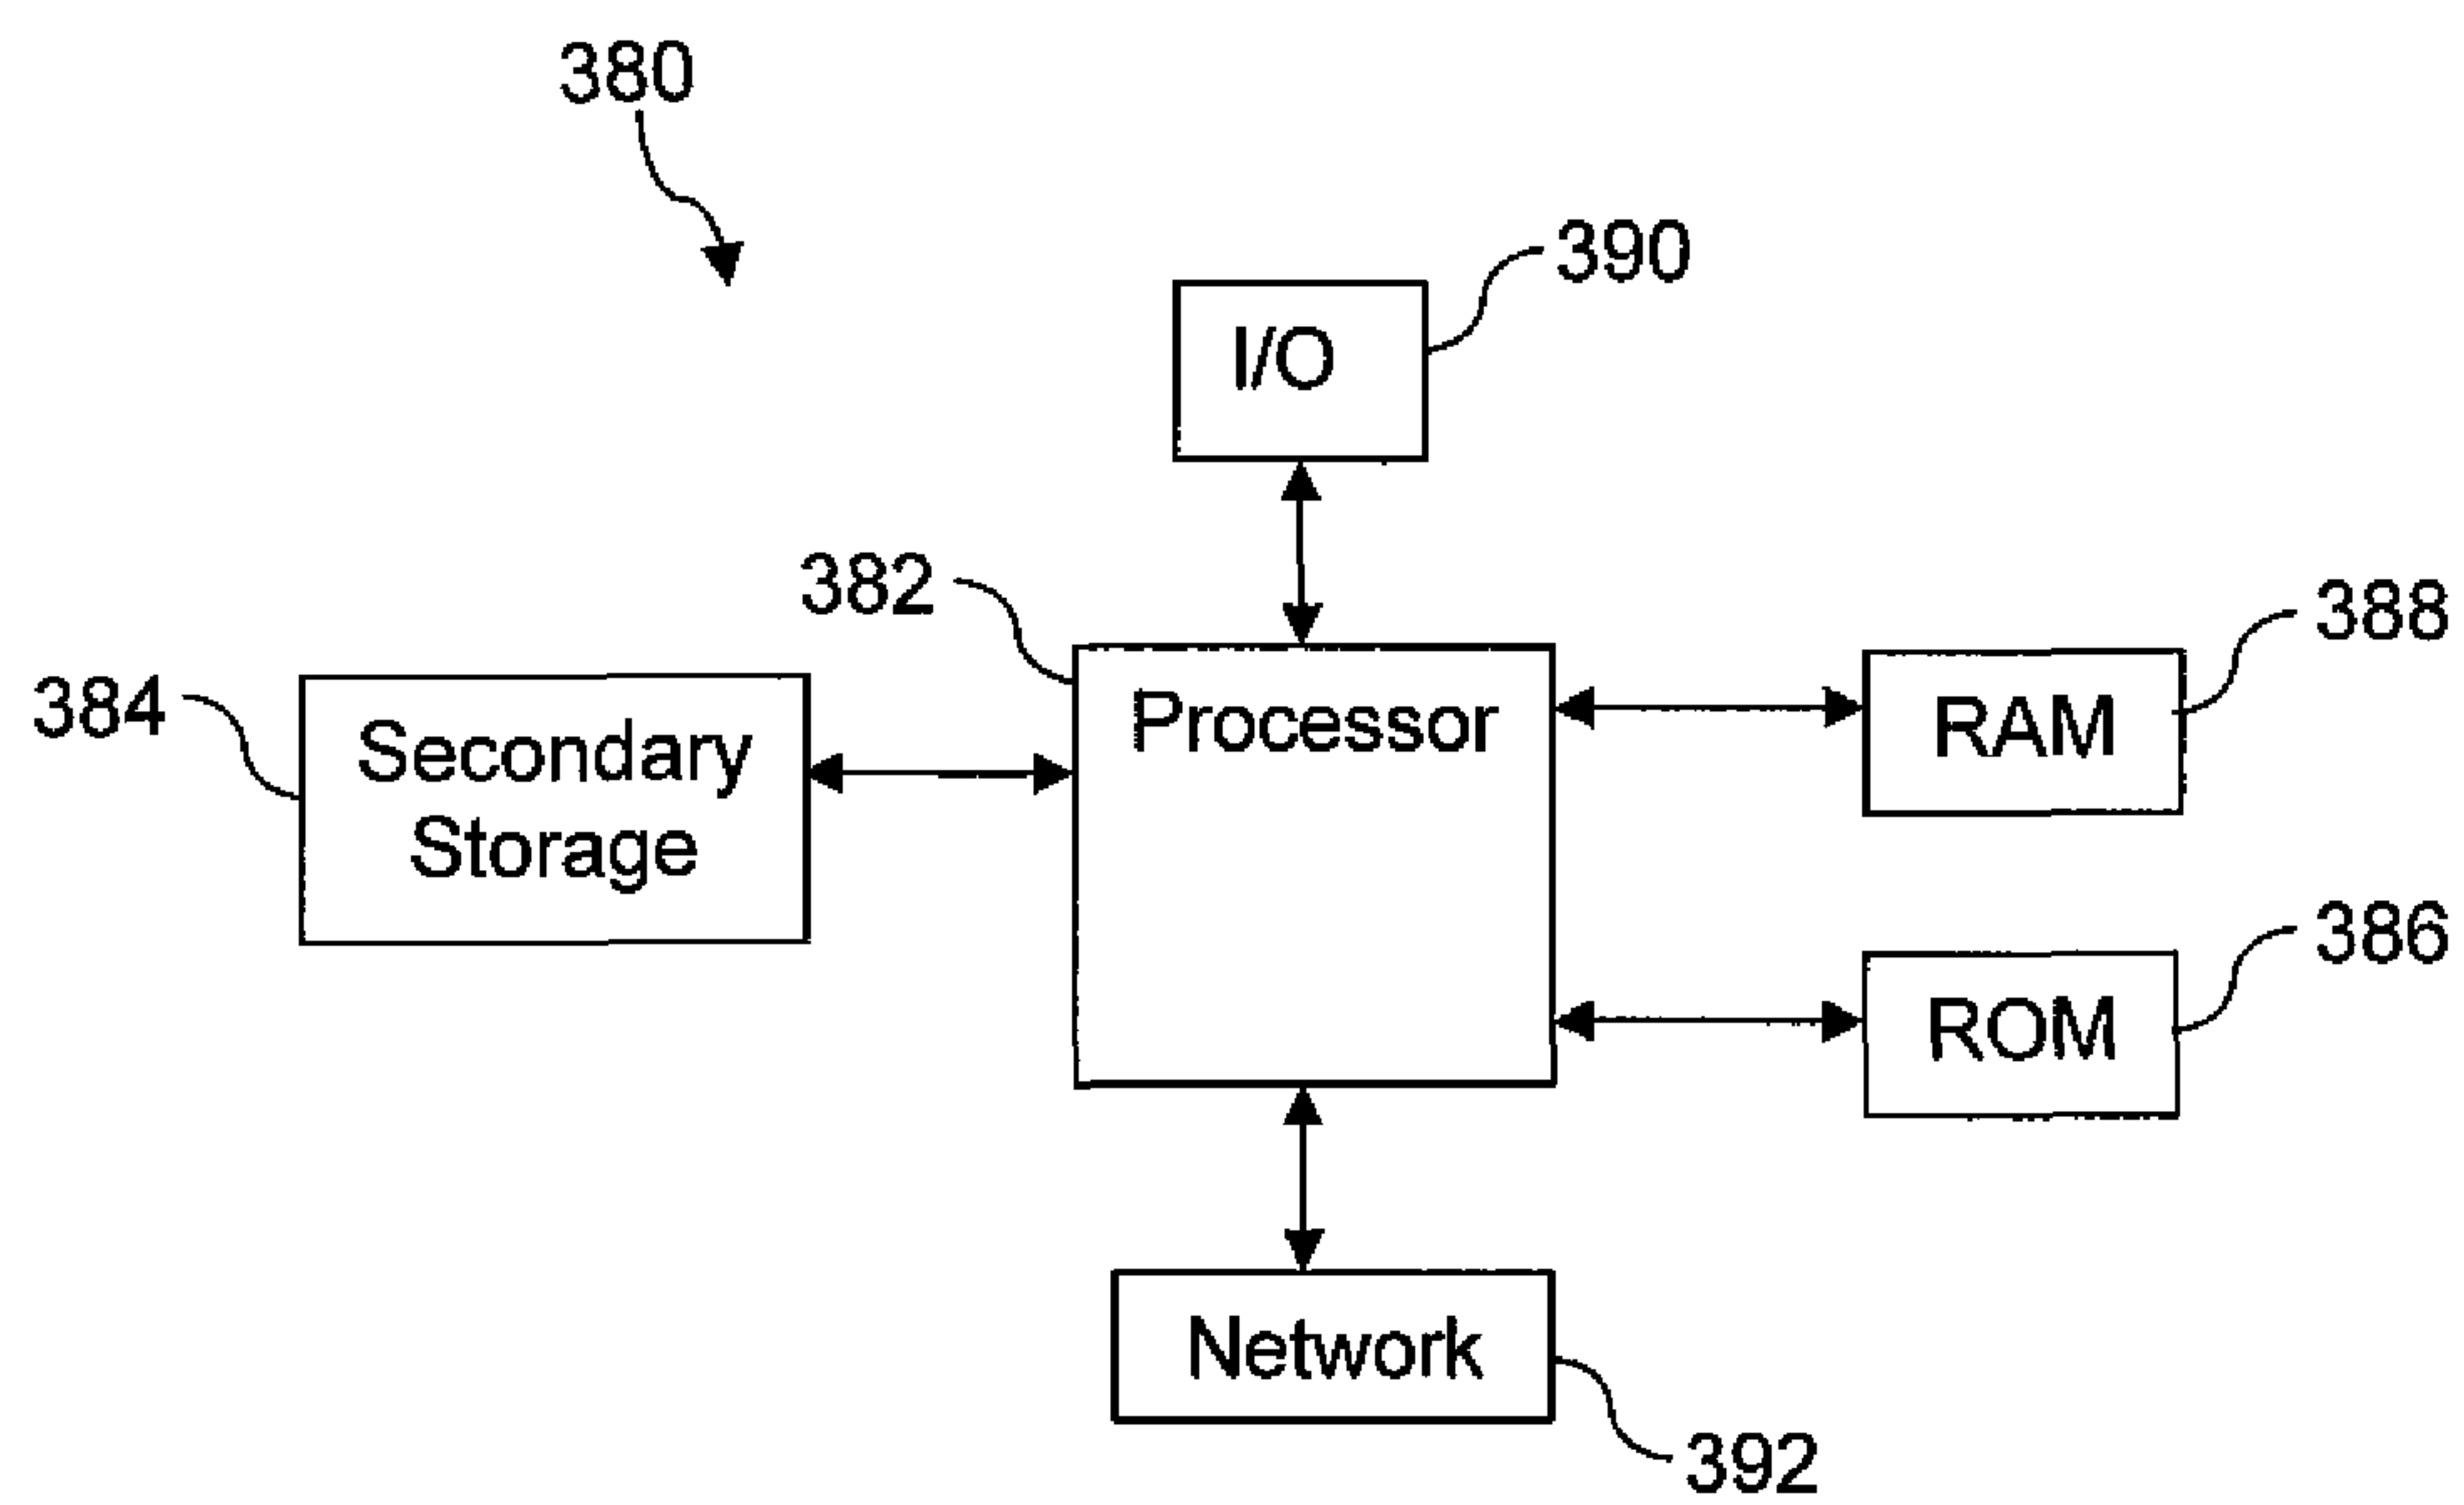 380
390
I/O
382
388
384
Processor
RAM
Secondary
Storage
386
ROM
Network
392